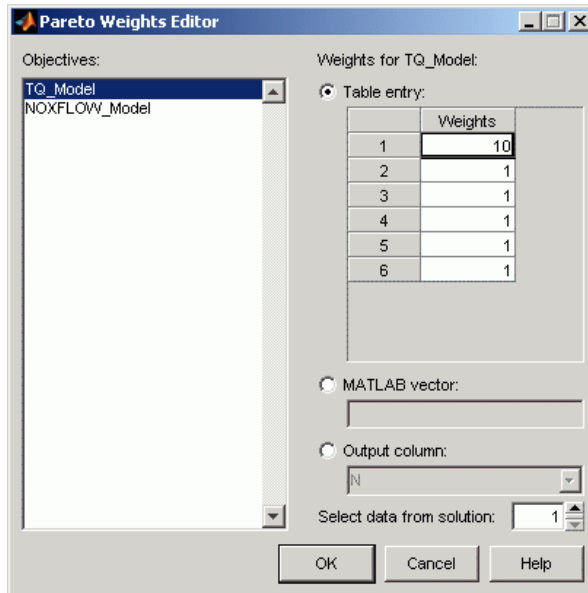 Pareto Weights Editor
Objectives:
TQ_Model
NOXFLOW_Model
Weights for TQ_Model:
Table entry:
Weights
1 10
2 1
3 1
4 1
5 1
6 1
MATLAB vector:
Output column:
N
Select data from solution: 1
OK Cancel Help